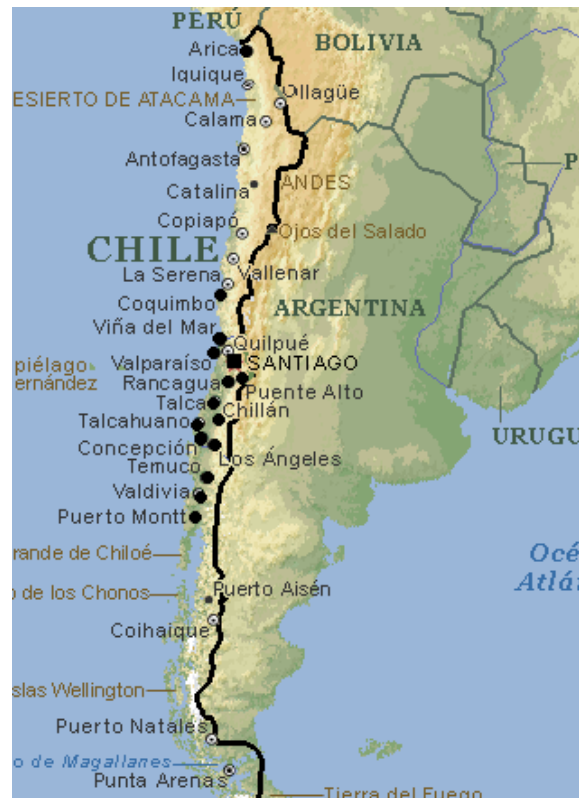 PERÚ
BOLIVIA
Arica
Iquique
Ollagüe
ESIERTO DE ATACAMA
Calama
Antofagasta
P
ANDES
Catalina
Copiapó
Ojos del Salado
CHILE
La Serena
Vallenar
Coquimbo
ARGENTINA
Viña del Mar
Quilpué
piélago
Valparaíso
SANTIAGO
ernández
Rancagua
Puente Alto
Talca
Chillán
Talcahuano
URUGU
Concepción
Los Ángeles
Temuco
Valdivia
Puerto Montt
rande de Chiloé
Océ
Atlán
o de los Chonos
Puerto Aisén
Coihaique
slas Wellington
Puerto Natales
o de Magallanes
Punta Arenas
Tierra del Fuego